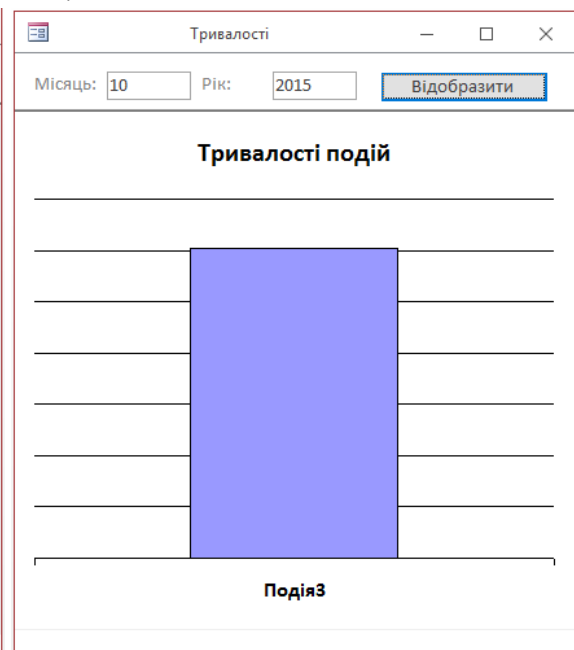 Тривалості
Місяць: 10 Рік: 2015 Відобразити
Тривалості подій
Подія3